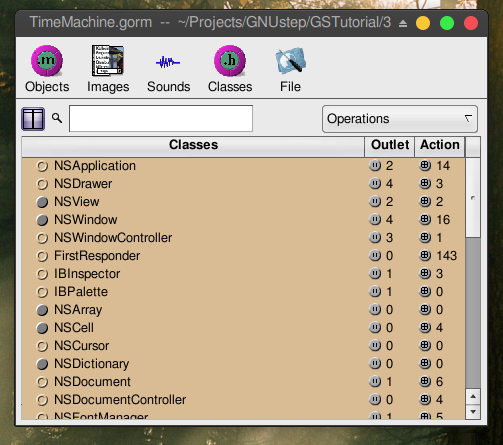 TimeMachine.gorm -- ~/Projects/GNUstep/GSTutorial/3
.m .h
Objects Images Sounds Classes File
Operations
Classes Outlet Action
NSApplication 2 14
NSDrawer 4 3
NSView 2 2
NSWindow 4 16
NSWindowController 3 1
FirstResponder 0 143
IBInspector 1 3
IBPalette 1 0
NSArray 0 0
NSCell 0 4
NSCursor 0 0
NSDictionary 0 0
NSDocument 1 6
NSDocumentController 0 4
NSFontManager 1 5